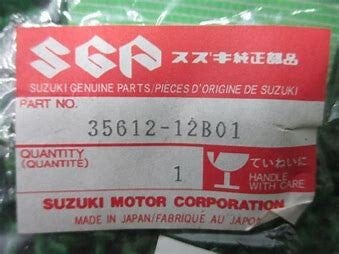 SGP スズキ純正部品
SUZUKI GENUINE PARTS/PIECES D'ORIGINE DE SUZUKI
PART NO.
35612-12B01
QUANTITY
(QUANTITÉ)
1
ていねいに
HANDLE
WITH CARE
SUZUKI MOTOR CORPORATION
MADE IN JAPAN/FABRIQUÉ AU JAPON